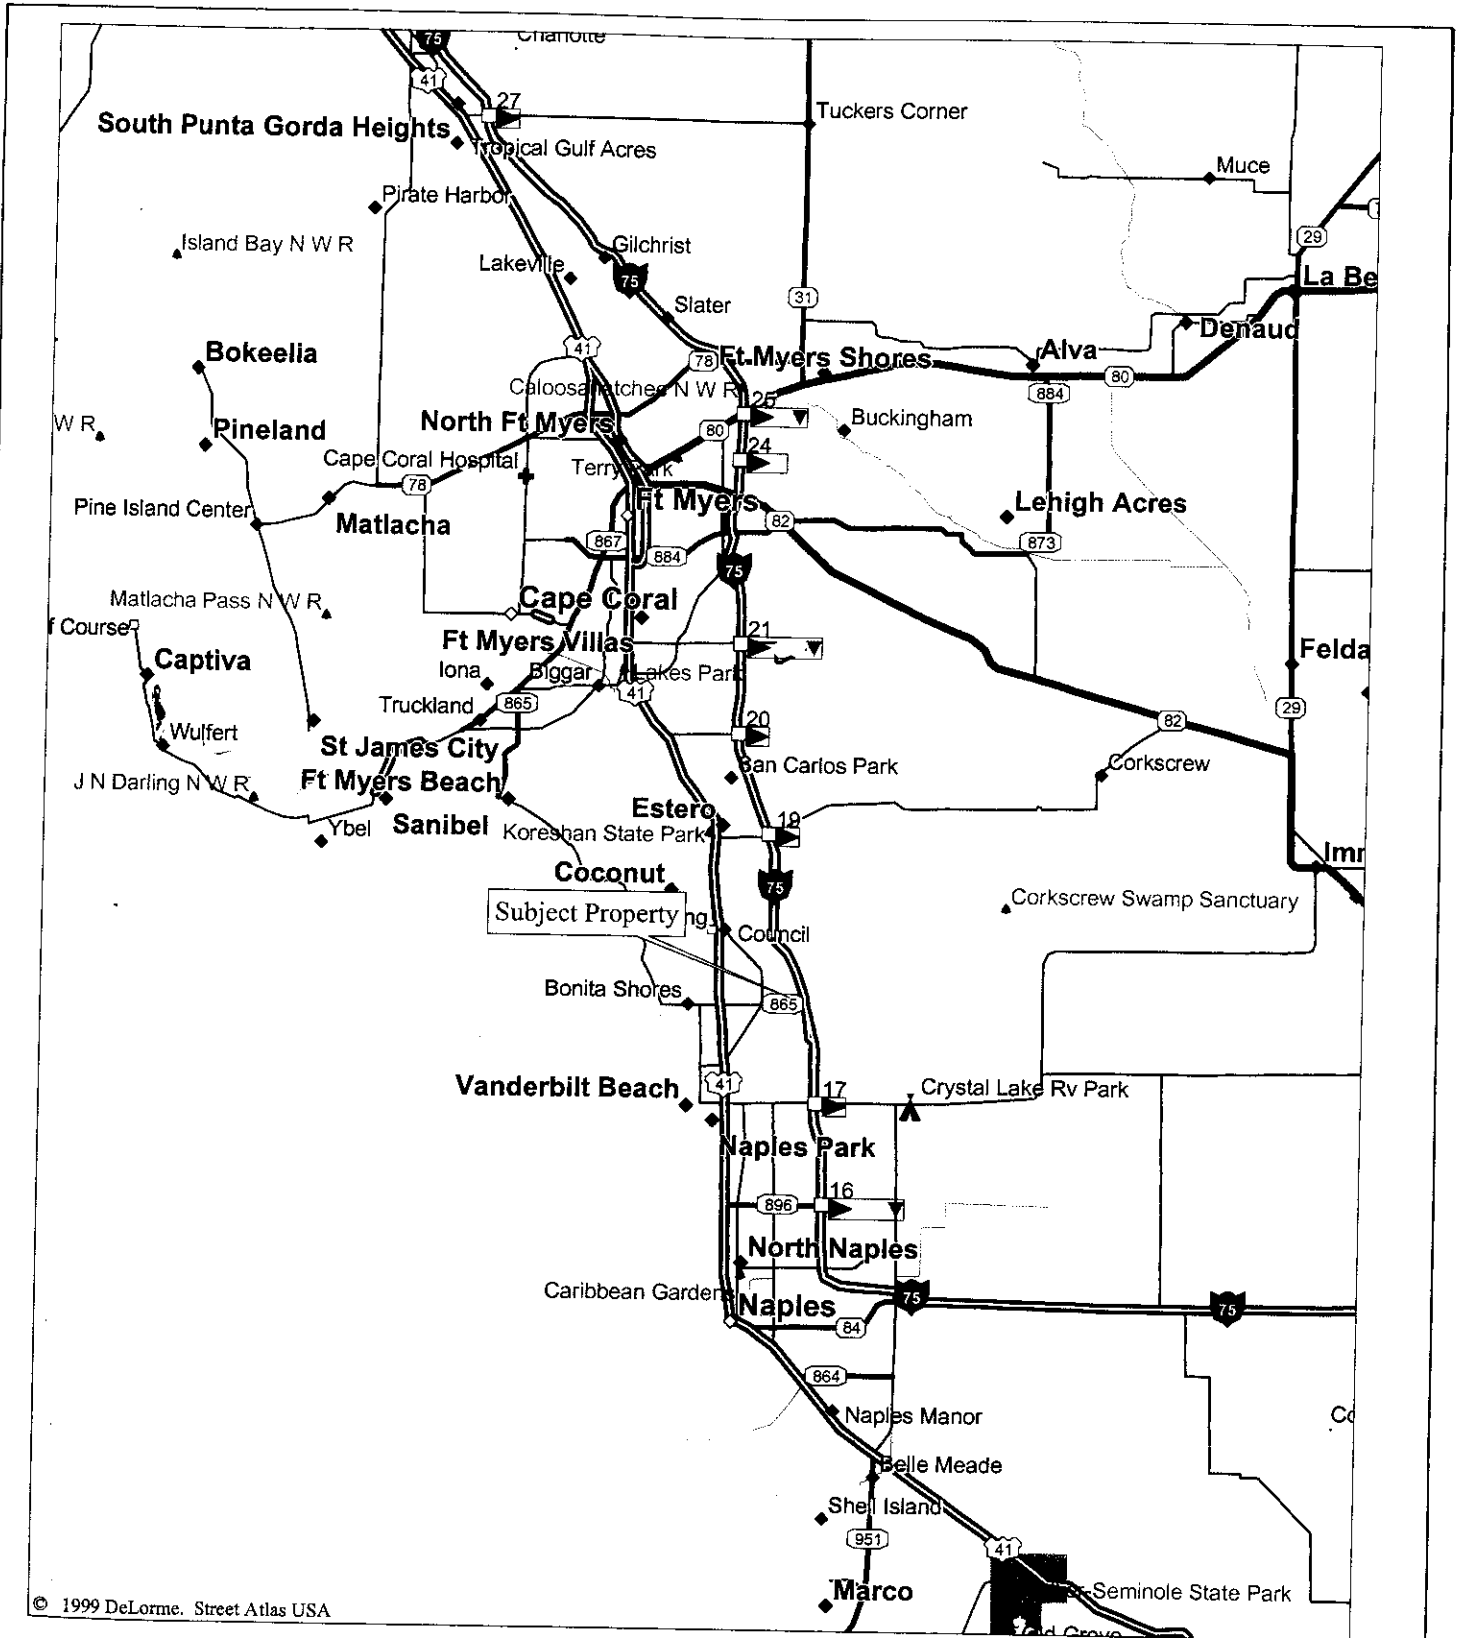 75
Charlotte
41
27
Tuckers Corner
South Punta Gorda Heights
Tropical Gulf Acres
Muce
Pirate Harbor
29
Island Bay N W R
Gilchrist
Lakeville
75
La Be
Slater
31
Denaud
41
Bokeelia
78
Ft Myers Shores
Alva
80
Caloosahatchee N W R
884
25
W R
Pineland
North Ft Myers
80
Buckingham
24
Cape Coral Hospital
Terry Park
78
Pine Island Center
Ft Myers
Lehigh Acres
Matlacha
82
867
884
873
75
Matlacha Pass N W R
Cape Coral
f Course
21
Ft Myers Villas
Felda
Captiva
Iona
Biggar
Lakes Park
41
865
Truckland
29
20
82
Wulfert
St James City
San Carlos Park
Corkscrew
J N Darling N W R
Ft Myers Beach
Estero
19
Ybel
Sanibel
Koreshan State Park
Imm
Coconut
75
Corkscrew Swamp Sanctuary
Subject Property
ng
Council
Bonita Shores
865
Vanderbilt Beach
41
17
Crystal Lake Rv Park
Naples Park
16
896
North Naples
Caribbean Gardens
75
75
Naples
84
864
Naples Manor
Co
Belle Meade
Shell Island
951
41
Marco
Seminole State Park
© 1999 DeLorme. Street Atlas USA
Grove